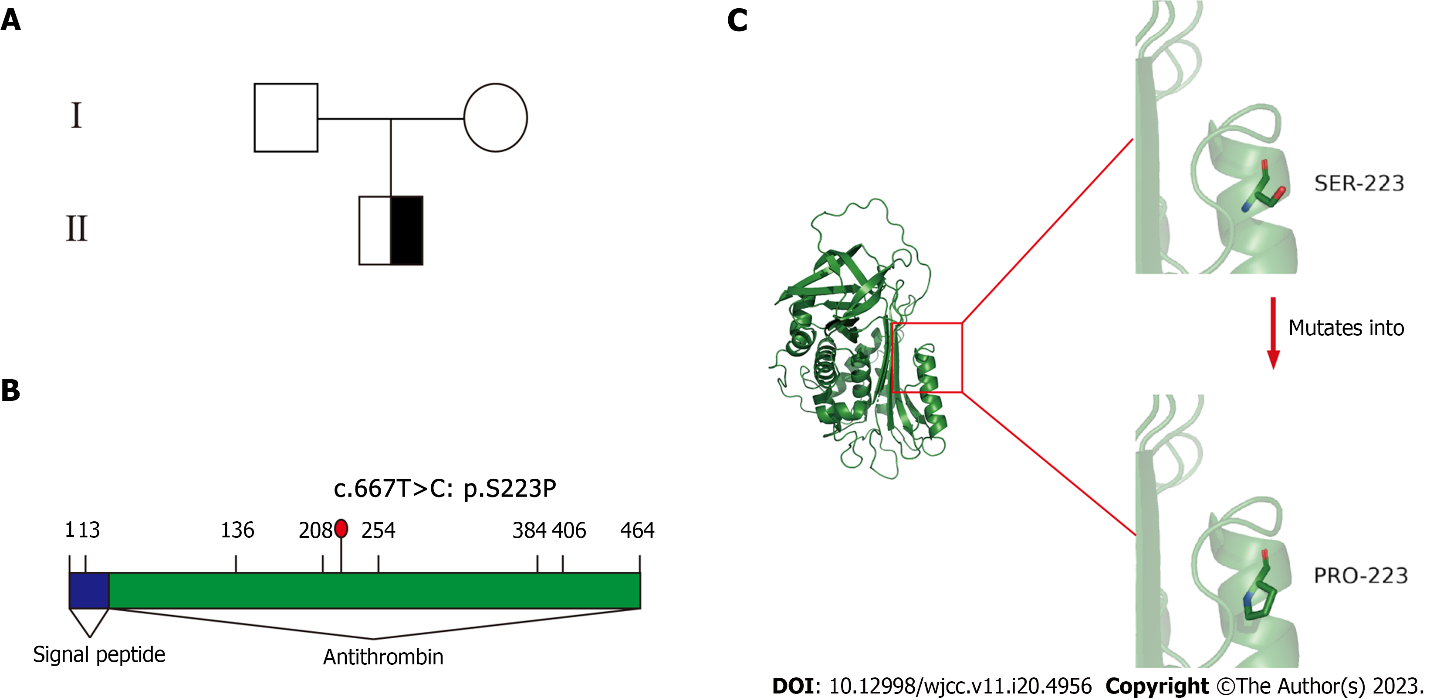 A
I
II
B
c.667T>C: p.S223P
1 13 136 208 254 384 406 464
Signal peptide
Antithrombin
C
SER-223
Mutates into
PRO-223
DOI: 10.12998/wjcc.v11.i20.4956 Copyright ©The Author(s) 2023.